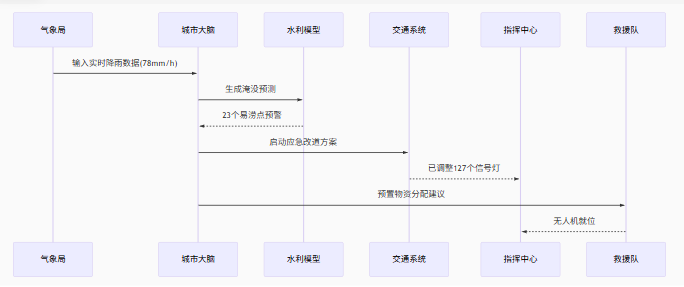 气象局 城市大脑 水利模型 交通系统 指挥中心 救援队
输入实时降雨数据(78mm/h)
生成淹没预测
23个易涝点预警
启动应急改道方案
已调整127个信号灯
预置物资分配建议
无人机就位
气象局 城市大脑 水利模型 交通系统 指挥中心 救援队